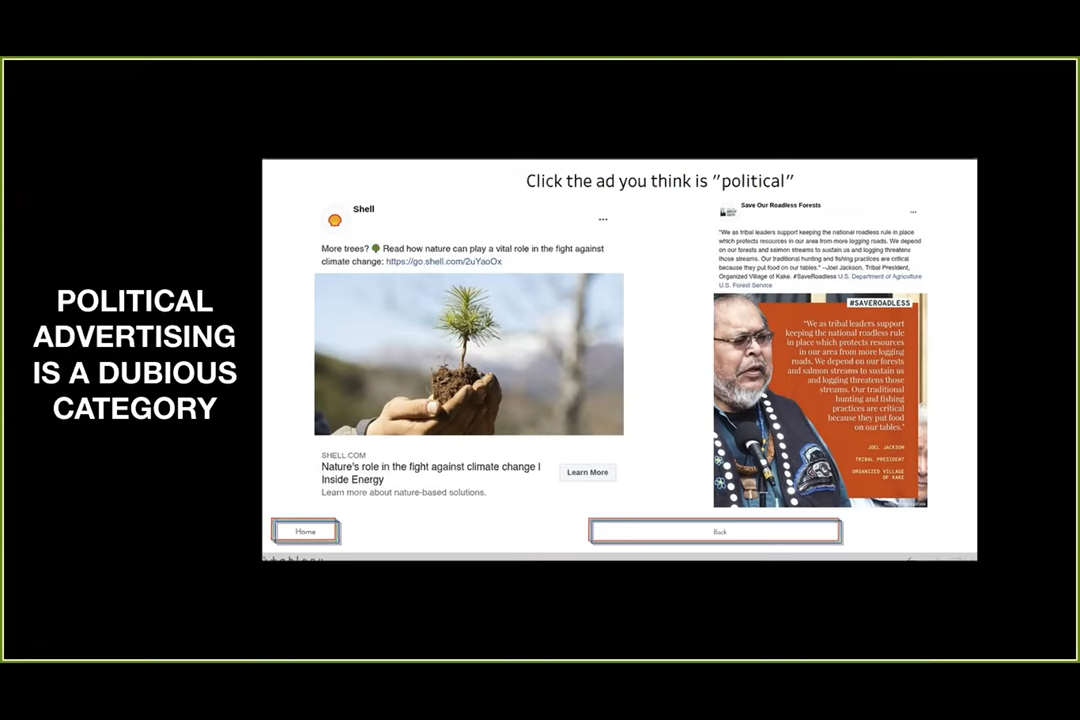 POLITICAL
ADVERTISING
IS A DUBIOUS
CATEGORY
Click the ad you think is "political"
Shell
...
More trees? Read how nature can play a vital role in the fight against
climate change: https://go.shell.com/2uYaoOx
SHELL.COM
Nature's role in the fight against climate change |
Inside Energy
Learn more about nature-based solutions.
Learn More
Save Our Roadless Forests
...
"We as tribal leaders support keeping the national roadless rule in place
which protects resources in our area from more logging roads. We depend
on our forests and salmon streams to sustain us and logging threatens
those streams. Our traditional hunting and fishing practices are critical
because they put food on our tables." --Joel Jackson, Tribal President,
Organized Village of Kake. #SaveRoadless U.S. Department of Agriculture
U.S. Forest Service
#SAVEROADLESS
"We as tribal leaders support
keeping the national roadless rule
in place which protects resources
in our area from more logging
roads. We depend on our forests
and salmon streams to sustain us
and logging threatens those
streams. Our traditional
hunting and fishing
practices are critical
because they put food
on our tables."
JOEL JACKSON
TRIBAL PRESIDENT
ORGANIZED VILLAGE
OF KAKE
Home
Back